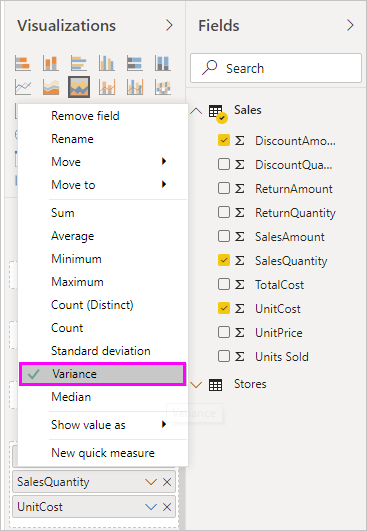 Visualizations
Fields
Search
Sales
DiscountAmo...
DiscountQua...
ReturnAmount
ReturnQuantity
SalesAmount
SalesQuantity
TotalCost
UnitCost
UnitPrice
Units Sold
Stores
Remove field
Rename
Move
Move to
Sum
Average
Minimum
Maximum
Count (Distinct)
Count
Standard deviation
Variance
Median
Show value as
New quick measure
Variance
SalesQuantity
UnitCost